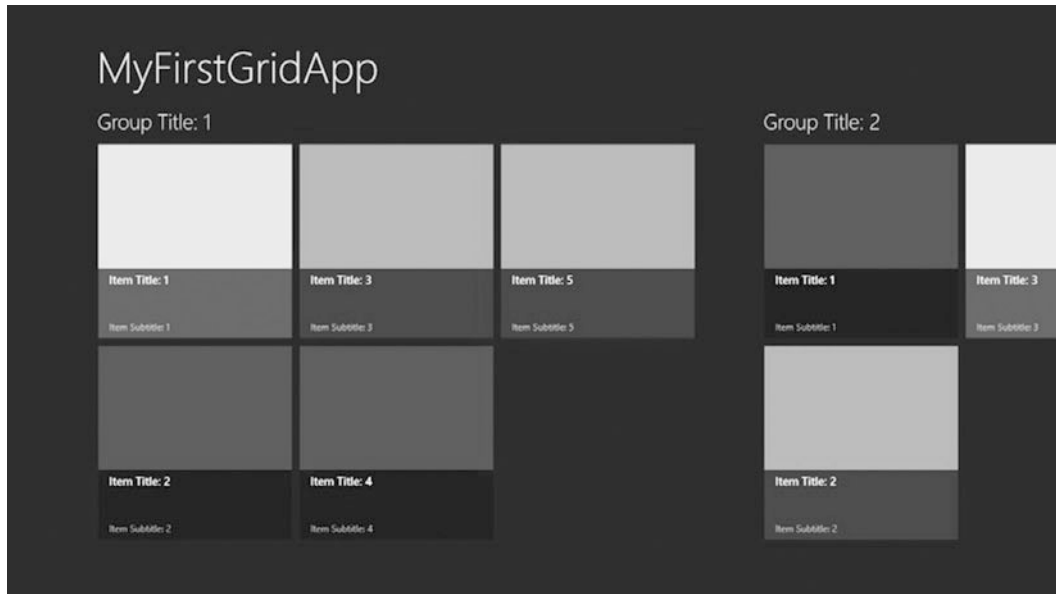 MyFirstGridApp
Group Title: 1
Item Title: 1
Item Subtitle: 1
Item Title: 3
Item Subtitle: 3
Item Title: 5
Item Subtitle: 5
Item Title: 2
Item Subtitle: 2
Item Title: 4
Item Subtitle: 4
Group Title: 2
Item Title: 1
Item Subtitle: 1
Item Title: 3
Item Subtitle: 3
Item Title: 2
Item Subtitle: 2